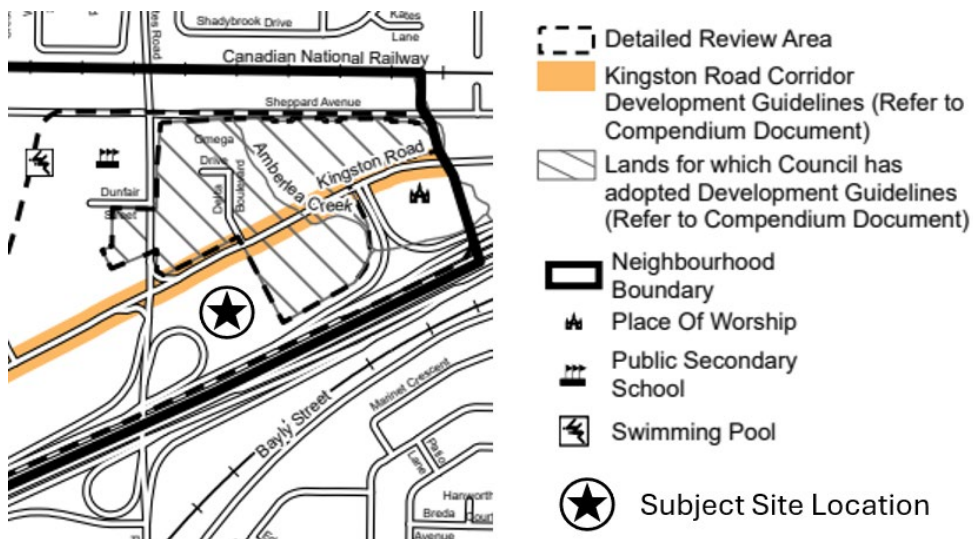 Shadybrook Drive
Lane
Canadian National Railway
Sheppard Avenue
Omega
Drive
Delta
Boulevard
Amberlea
Creek
Kingston Road
Dunfair
Street
Bayly Street
Marinet Crescent
Patio
Lane
Breda
Court
Avenue
Detailed Review Area
Kingston Road Corridor
Development Guidelines (Refer to
Compendium Document)
Lands for which Council has
adopted Development Guidelines
(Refer to Compendium Document)
Neighbourhood
Boundary
Place Of Worship
Public Secondary
School
Swimming Pool
Subject Site Location